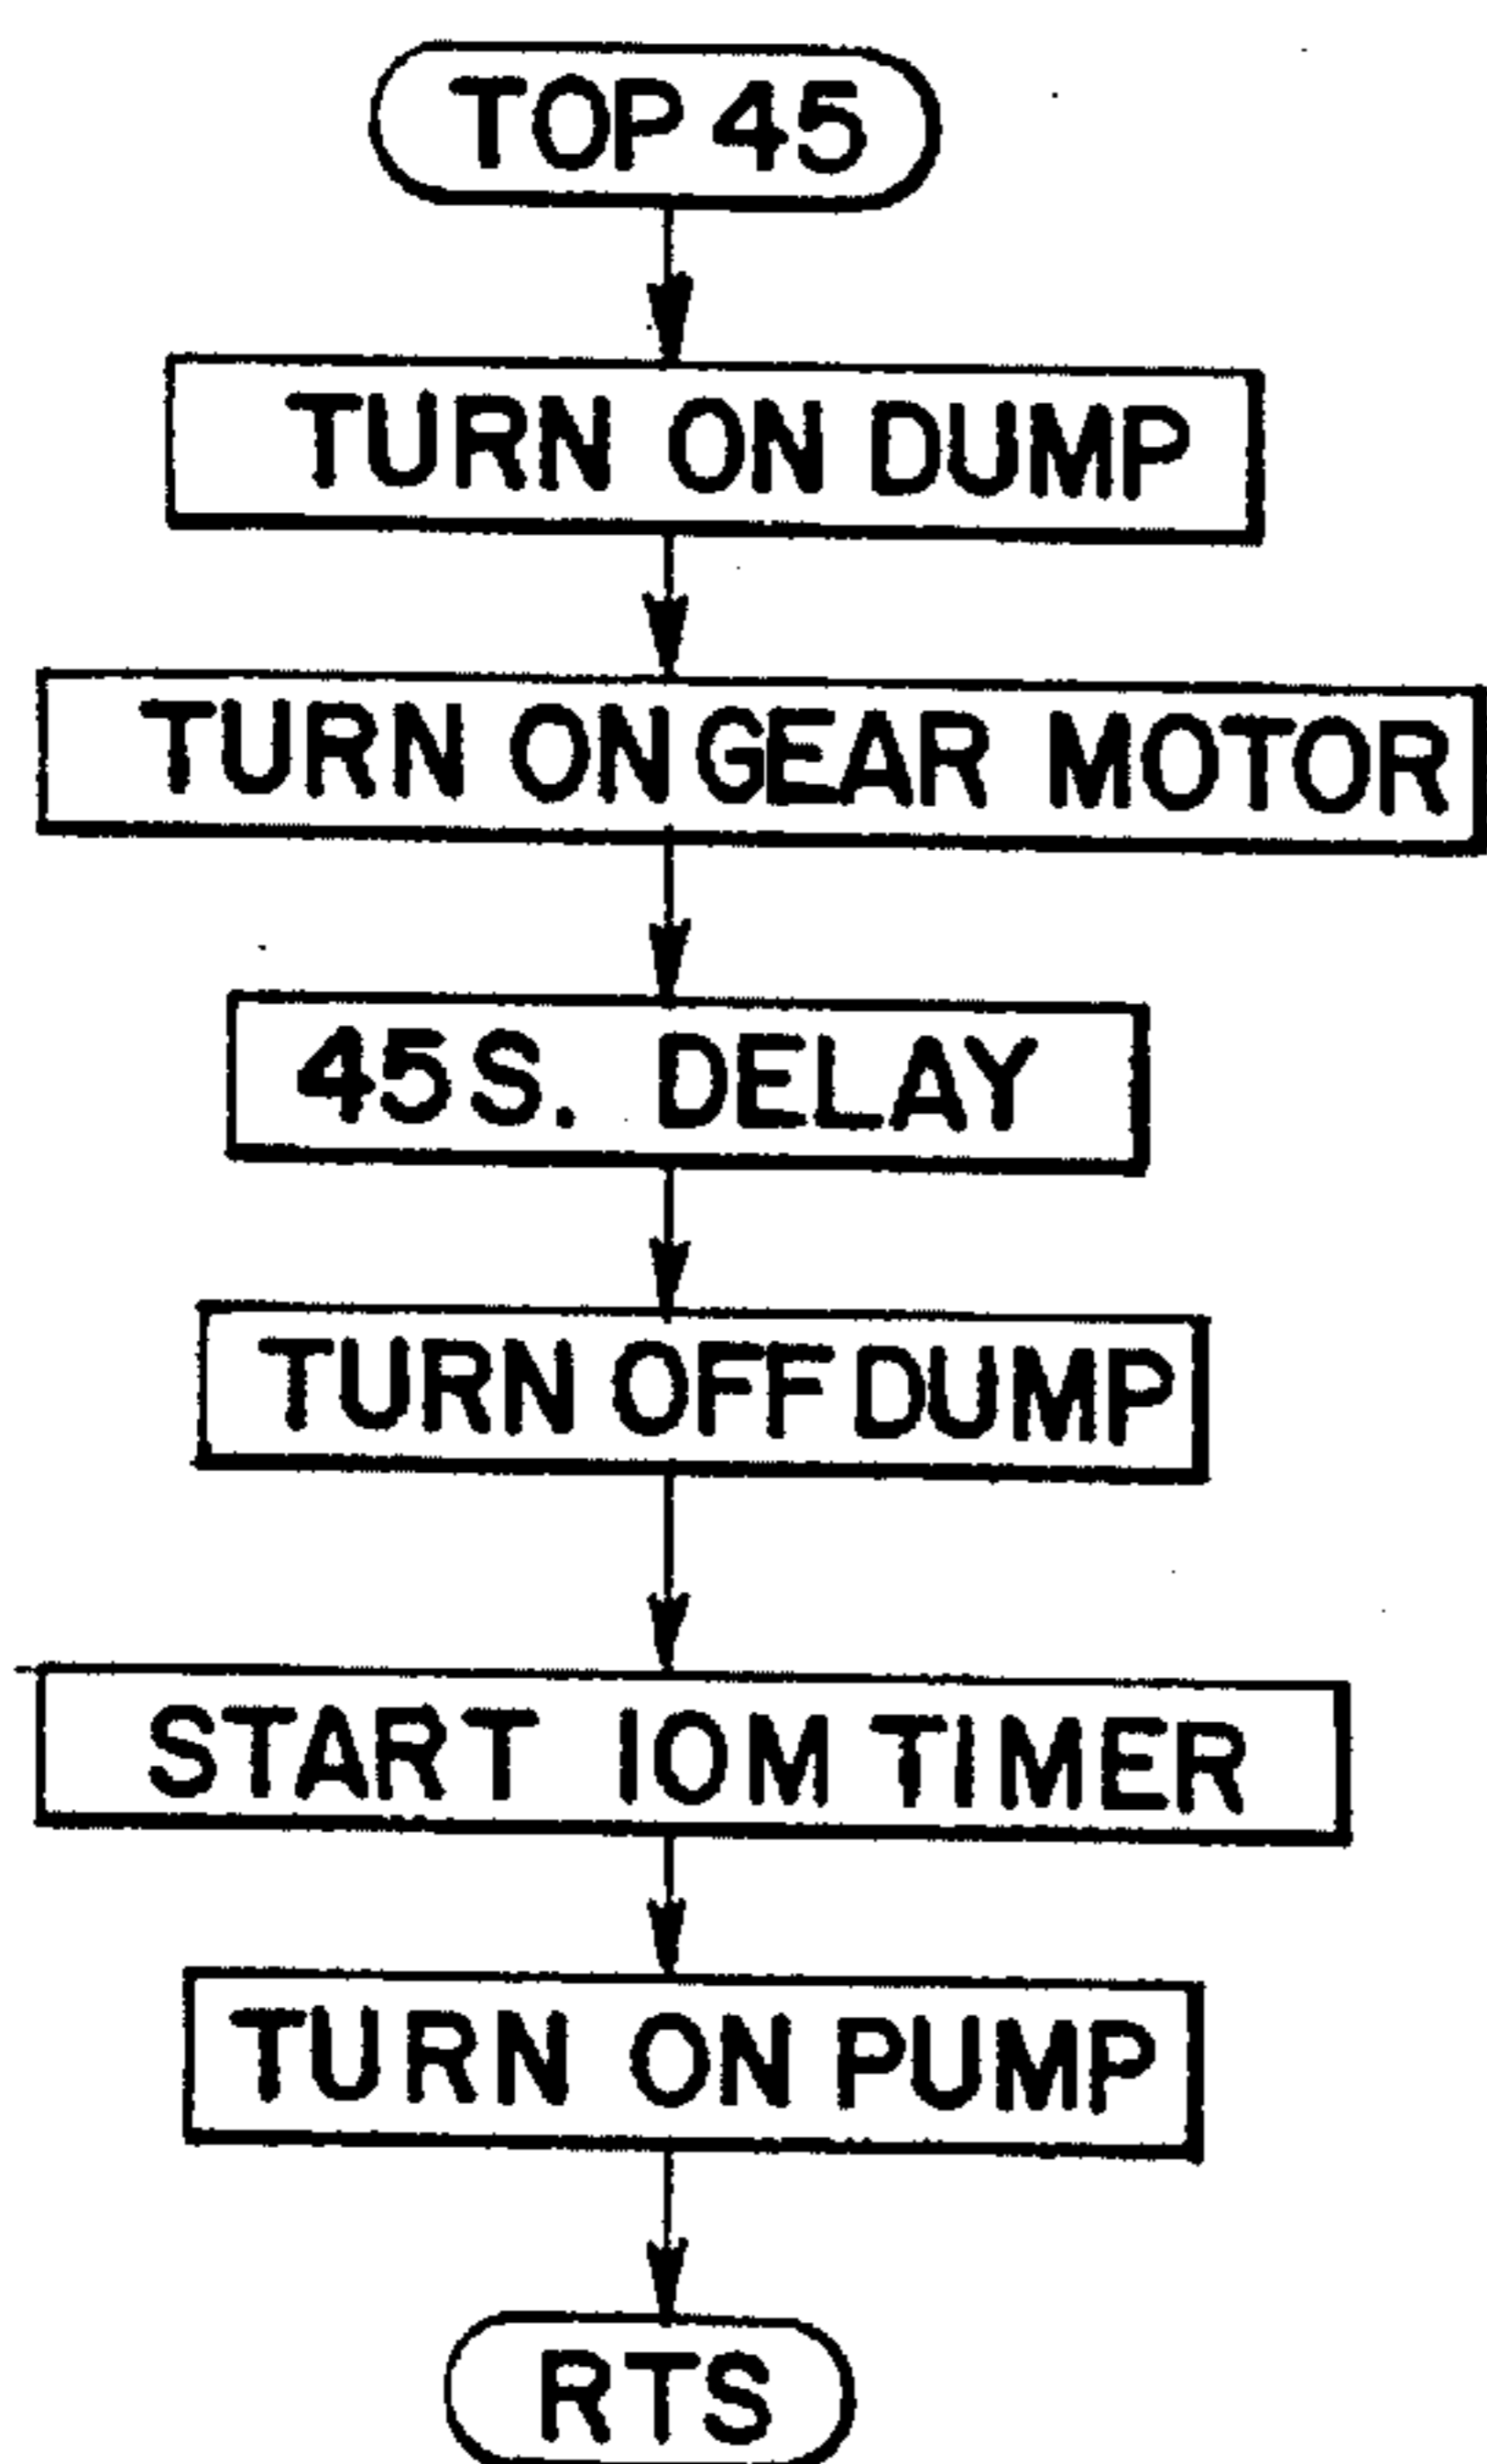 TOP 45
TURN ON DUMP
TURN ON GEAR MOTOR
45 S. DELAY
TURN OFF DUMP
START 10M TIMER
TURN ON PUMP
RTS